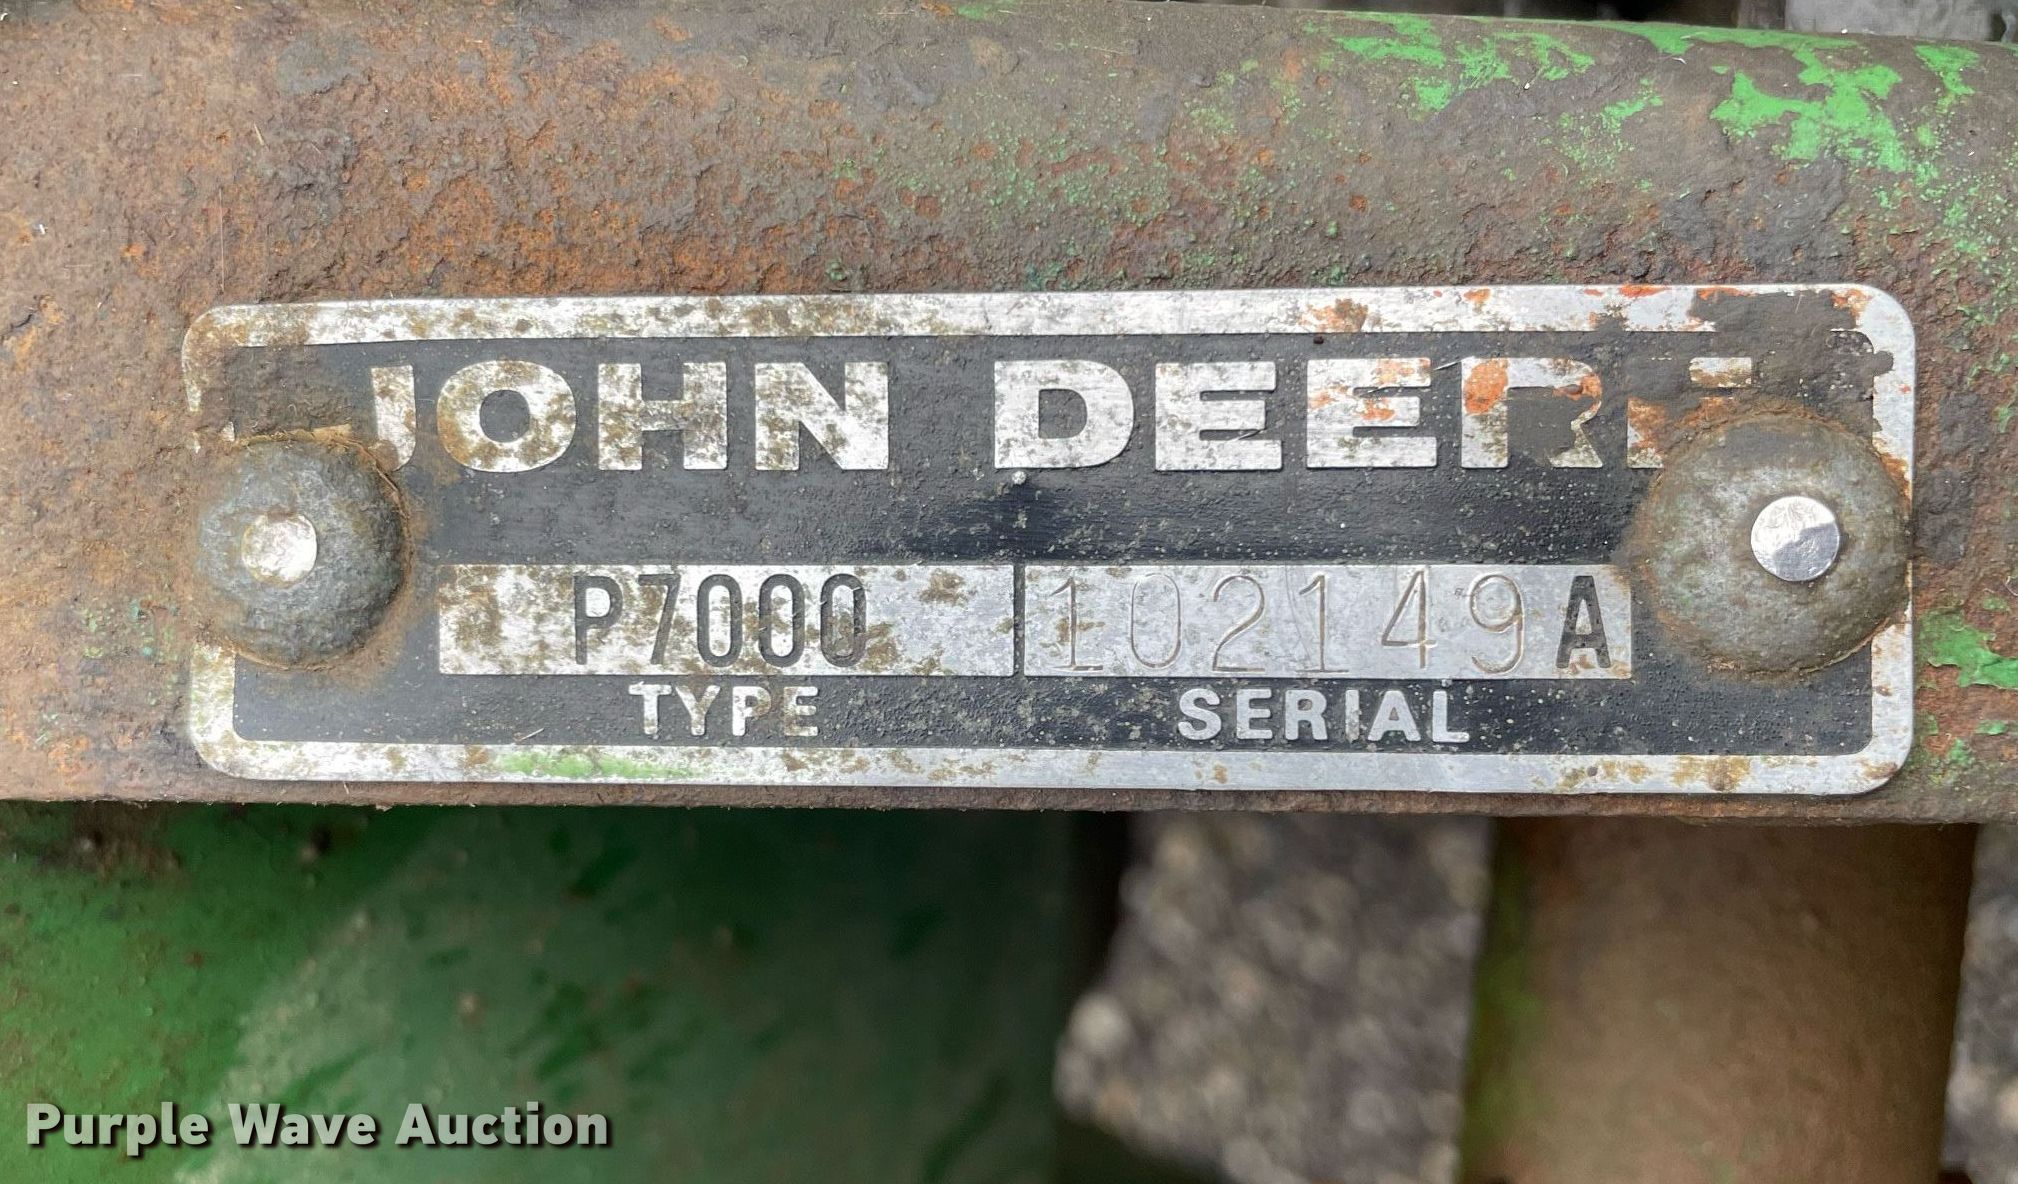 JOHN DEERE
P7000 102149A
TYPE SERIAL
Purple Wave Auction